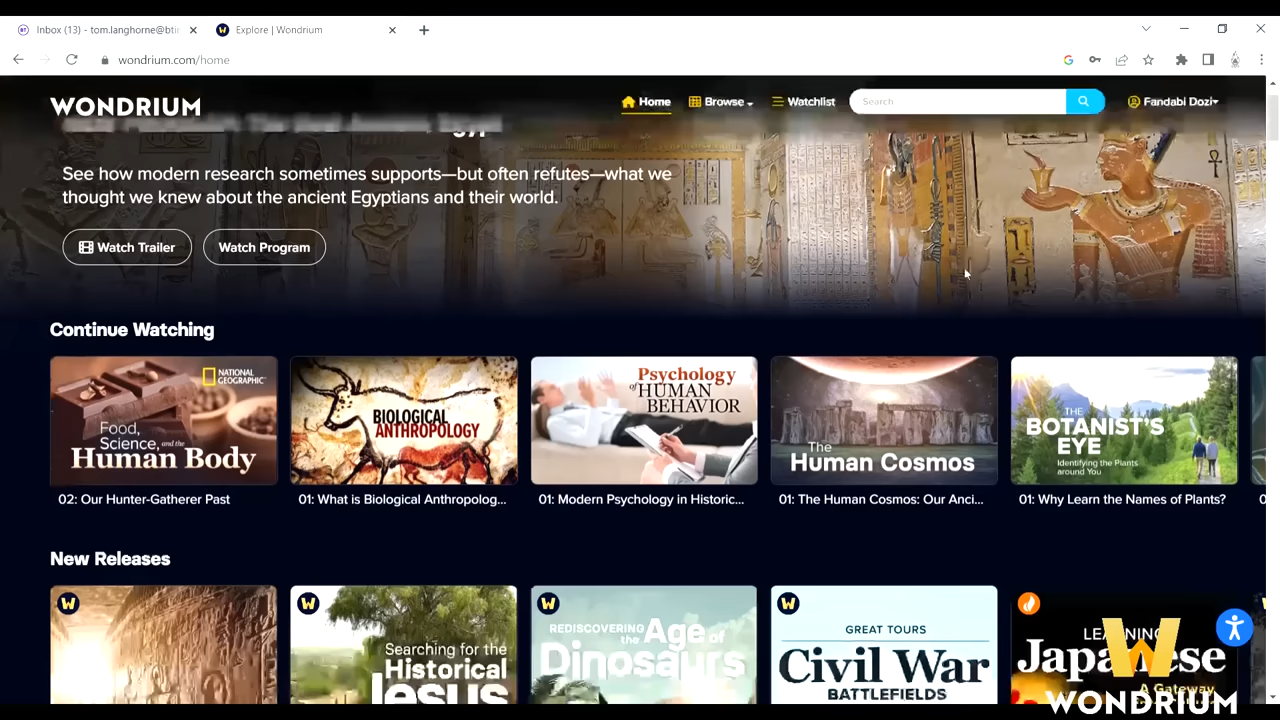 Inbox (13) - tom.langhorne@bti
Explore | Wondrium
wondrium.com/home
WONDRIUM
Home
Browse
Watchlist
Search
Fandabi Dozi
See how modern research sometimes supports—but often refutes—what we
thought we knew about the ancient Egyptians and their world.
Watch Trailer
Watch Program
Continue Watching
NATIONAL
GEOGRAPHIC
Food,
Science, and the
Human Body
BIOLOGICAL
ANTHROPOLOGY
Psychology
of HUMAN
BEHAVIOR
The
Human Cosmos
THE
BOTANIST'S
EYE
Identifying the Plants
around You
02: Our Hunter-Gatherer Past
01: What is Biological Anthropolog...
01: Modern Psychology in Historic...
01: The Human Cosmos: Our Anci...
01: Why Learn the Names of Plants?
New Releases
W
W
Searching for the
Historical
Jesus
W
REDISCOVERING
the Age of
Dinosaurs
W
GREAT TOURS
Civil War
BATTLEFIELDS
LEARNING
Japanese
A Gateway
W
WONDRIUM